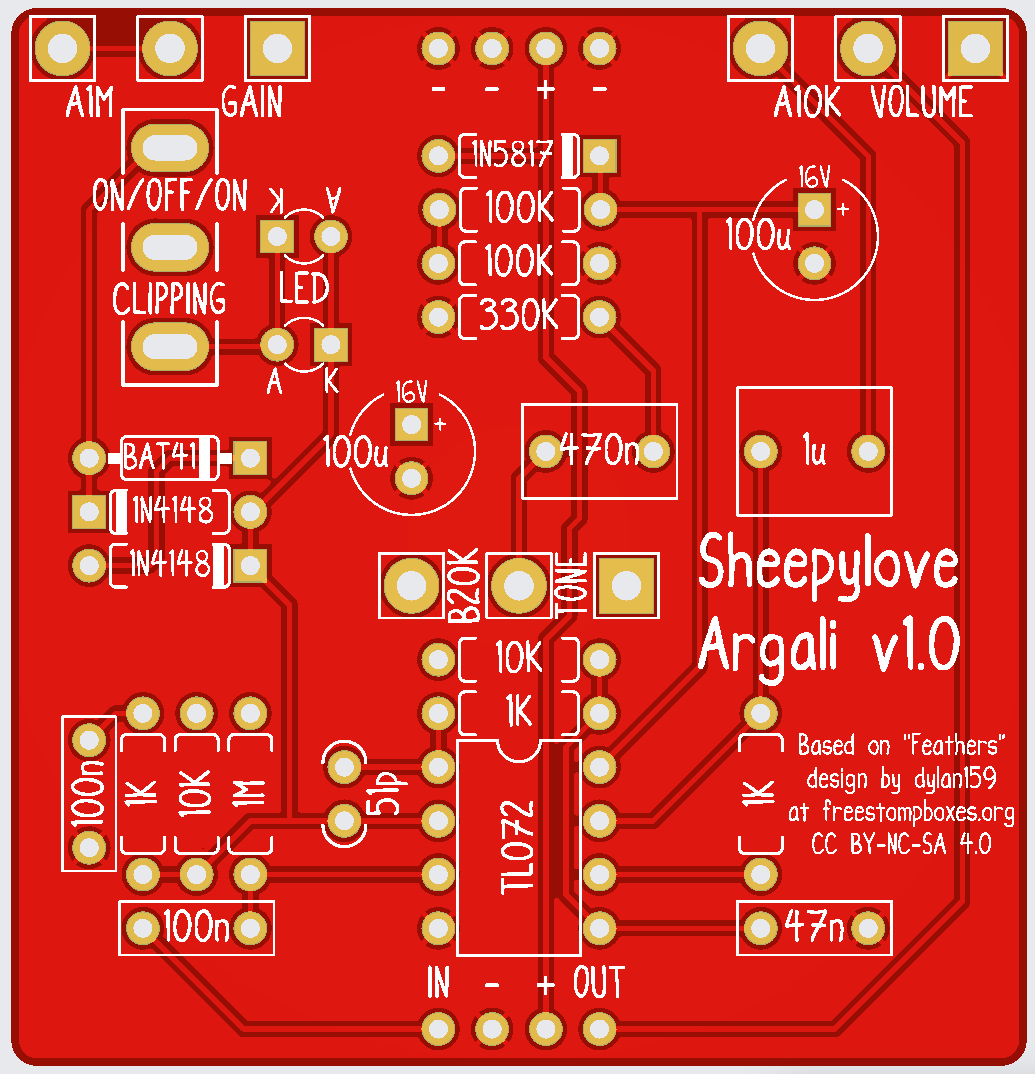 - - + -
A1M GAIN
A10K VOLUME
1N5817
16V
ON/OFF/ON
K A
100K
+
100u
100K
LED
CLIPPING
330K
A K
16V
+
100u
470n
1u
BAT41
1N4148
1N4148
B20K TONE
Sheepylove
Argali v1.0
10K
1K
100n
1K
10K
1M
51p
TL072
1K
Based on "Feathers"
design by dylan159
at freestompboxes.org
CC BY-NC-SA 4.0
100n
47n
IN - + OUT